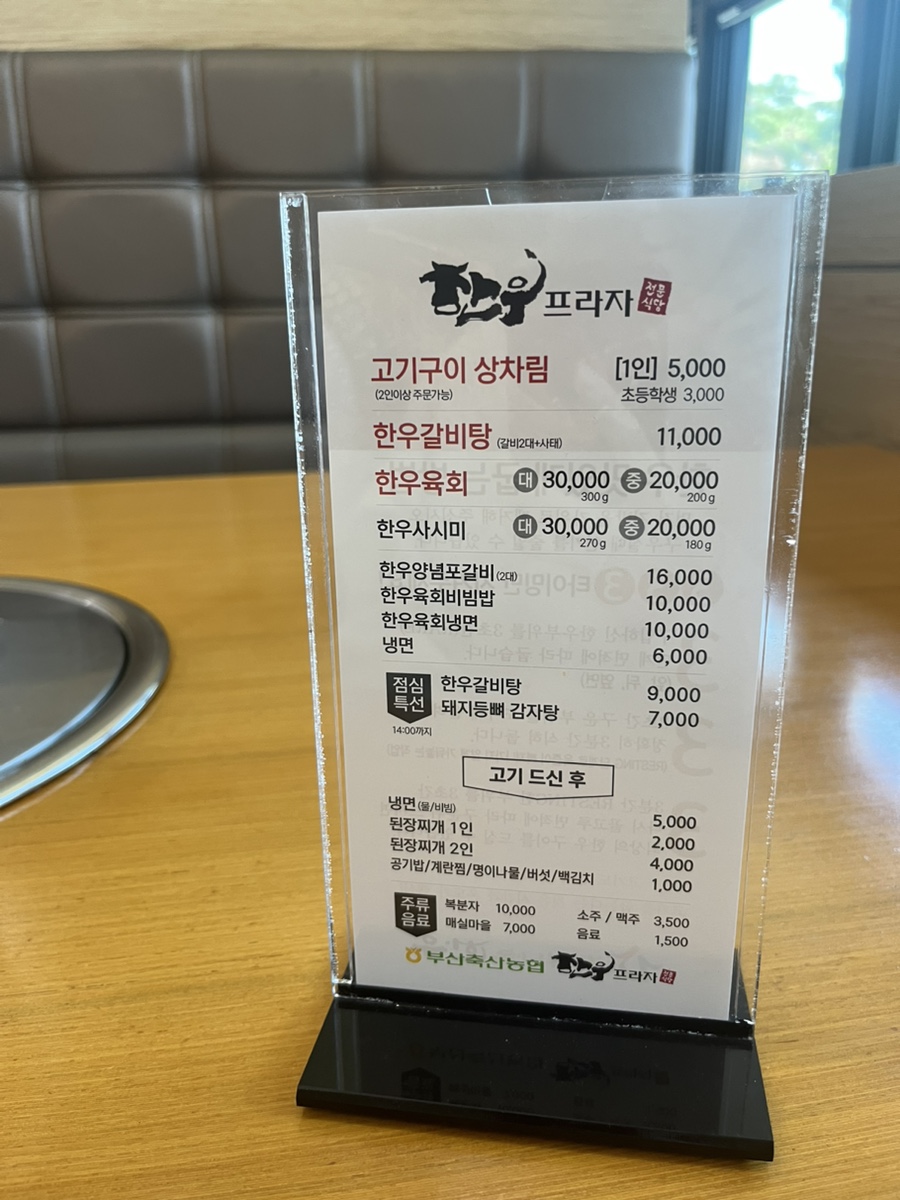 한우 프라자 전문식당
고기구이 상차림 [1인] 5,000
(2인이상 주문가능) 초등학생 3,000
한우갈비탕 (갈비2대+사태) 11,000
한우육회 대 30,000 중 20,000
300g 200g
한우사시미 대 30,000 중 20,000
270g 180g
한우양념포갈비 (2대) 16,000
한우육회비빔밥 10,000
한우육회냉면 10,000
냉면 6,000
점심특선 한우갈비탕 9,000
돼지등뼈 감자탕 7,000
14:00까지
고기 드신 후
냉면 (물/비빔) 5,000
된장찌개 1인 2,000
된장찌개 2인 4,000
공기밥/계란찜/명이나물/버섯/백김치 1,000
주류음료 복분자 10,000 소주 / 맥주 3,500
매실마을 7,000 음료 1,500
부산축산농협 한우 프라자